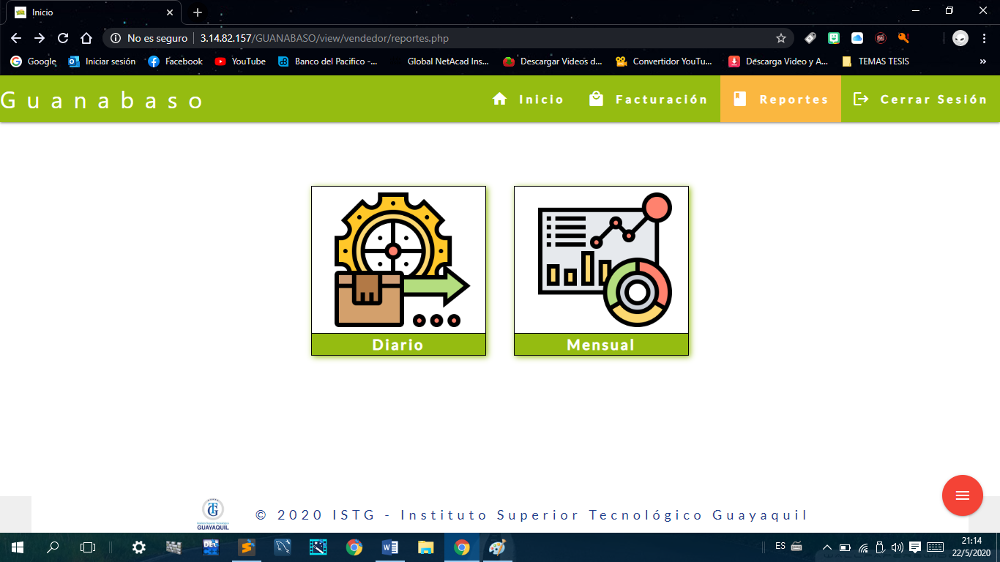 Inicio
No es seguro 3.14.82.157/GUANABASO/view/vendedor/reportes.php
Google Iniciar sesión Facebook YouTube Banco del Pacifico -... Global NetAcad Ins... Descargar Videos d... Convertidor YouTu... Descarga Video y A... TEMAS TESIS »
Guanabaso Inicio Facturación Reportes Cerrar Sesión
Diario Mensual
GUAYAQUIL
© 2020 ISTG - Instituto Superior Tecnológico Guayaquil
DEV
ES
21:14
22/5/2020